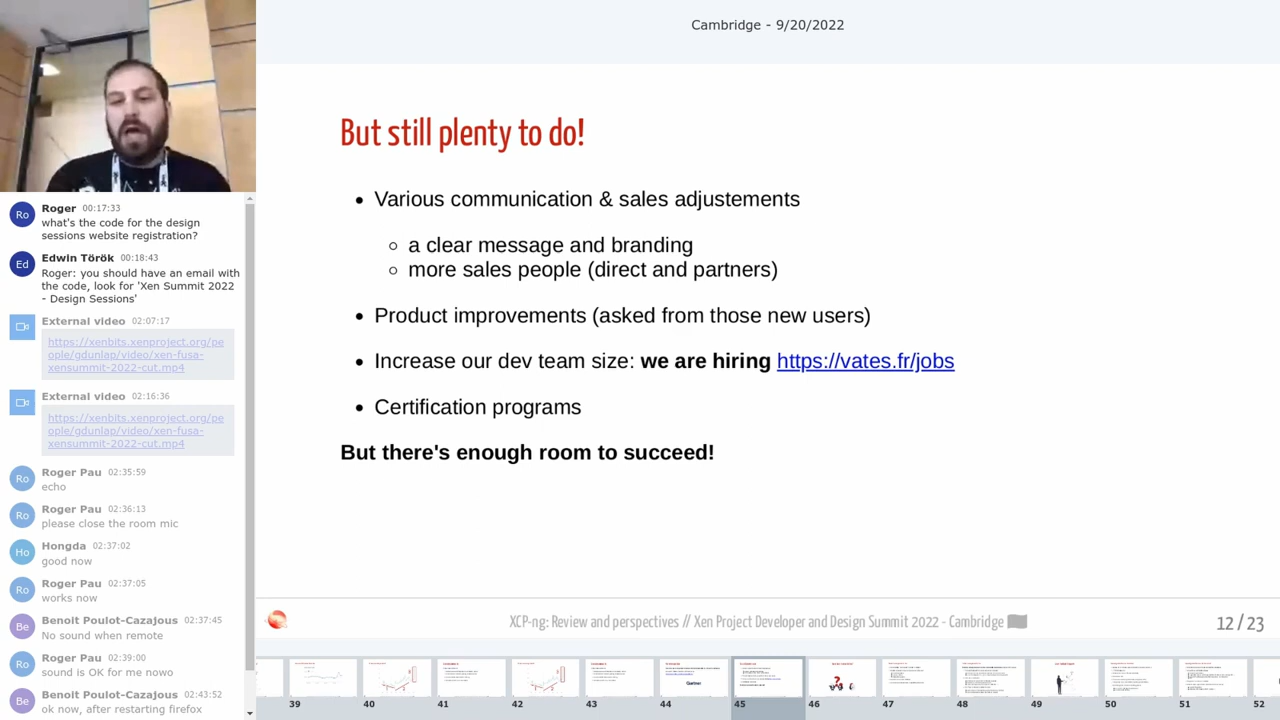 Cambridge - 9/20/2022
But still plenty to do!
Various communication & sales adjustements
a clear message and branding
more sales people (direct and partners)
Product improvements (asked from those new users)
Increase our dev team size: we are hiring https://vates.fr/jobs
Certification programs
But there's enough room to succeed!
XCP-ng: Review and perspectives // Xen Project Developer and Design Summit 2022 - Cambridge
12 / 23
Ro
Roger 00:17:33
what's the code for the design
sessions website registration?
Ed
Edwin Török 00:18:43
Roger: you should have an email with
the code, look for 'Xen Summit 2022
- Design Sessions'
External video 02:07:17
https://xenbits.xenproject.org/pe
ople/gdunlap/video/xen-fusa-
xensummit-2022-cut.mp4
External video 02:16:36
https://xenbits.xenproject.org/pe
ople/gdunlap/video/xen-fusa-
xensummit-2022-cut.mp4
Ro
Roger Pau 02:35:59
echo
Ro
Roger Pau 02:36:13
please close the room mic
Ho
Hongda 02:37:02
good now
Ro
Roger Pau 02:37:05
works now
Be
Benoit Poulot-Cazajous 02:37:45
No sound when remote
Ro
Roger Pau 02:39:00
is OK for me nowo
Be
Benoit Poulot-Cazajous 02:43:52
ok now, after restarting firefox
39 40 41 42 43 44 45 46 47 48 49 50 51 52